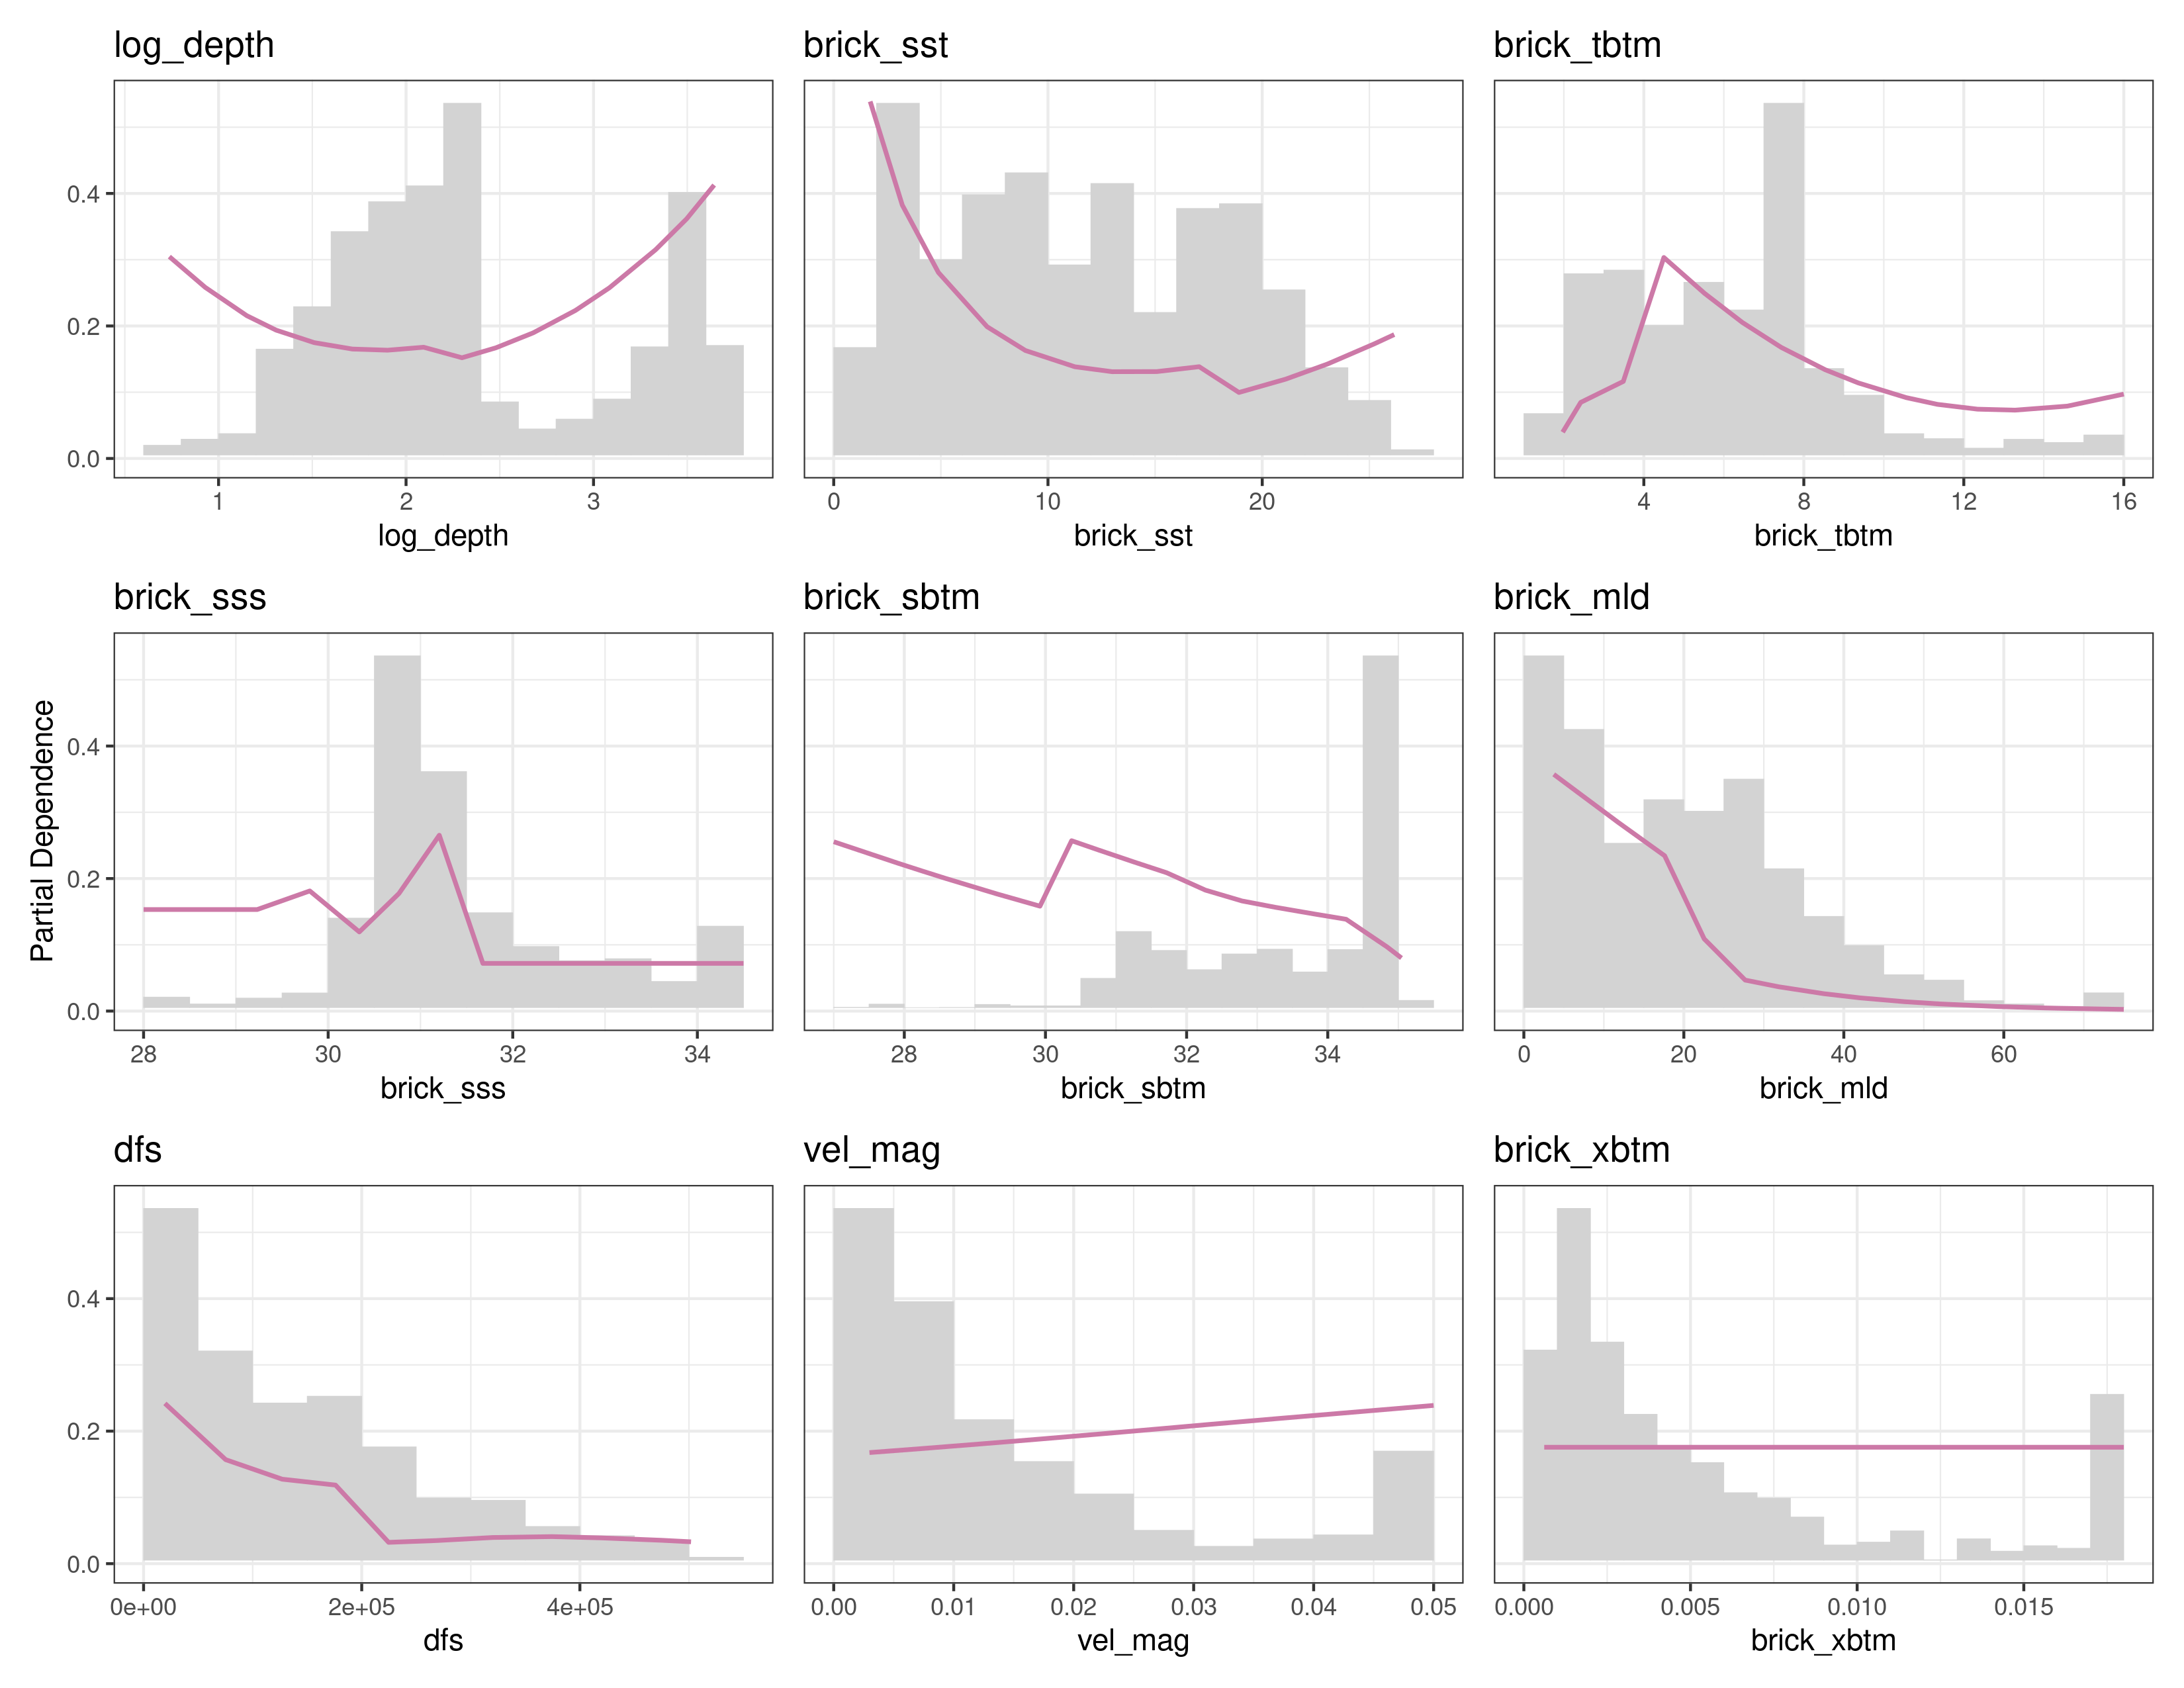 log_depth
brick_sst
brick_tbtm
0.4
0.2
0.0
1 2 3
0 10 20
4 8 12 16
log_depth
brick_sst
brick_tbtm
brick_sss
brick_sbtm
brick_mld
Partial Dependence
0.4
0.2
0.0
28 30 32 34
28 30 32 34
0 20 40 60
brick_sss
brick_sbtm
brick_mld
dfs
vel_mag
brick_xbtm
0.4
0.2
0.0
0e+00 2e+05 4e+05
0.00 0.01 0.02 0.03 0.04 0.05
0.000 0.005 0.010 0.015
dfs
vel_mag
brick_xbtm